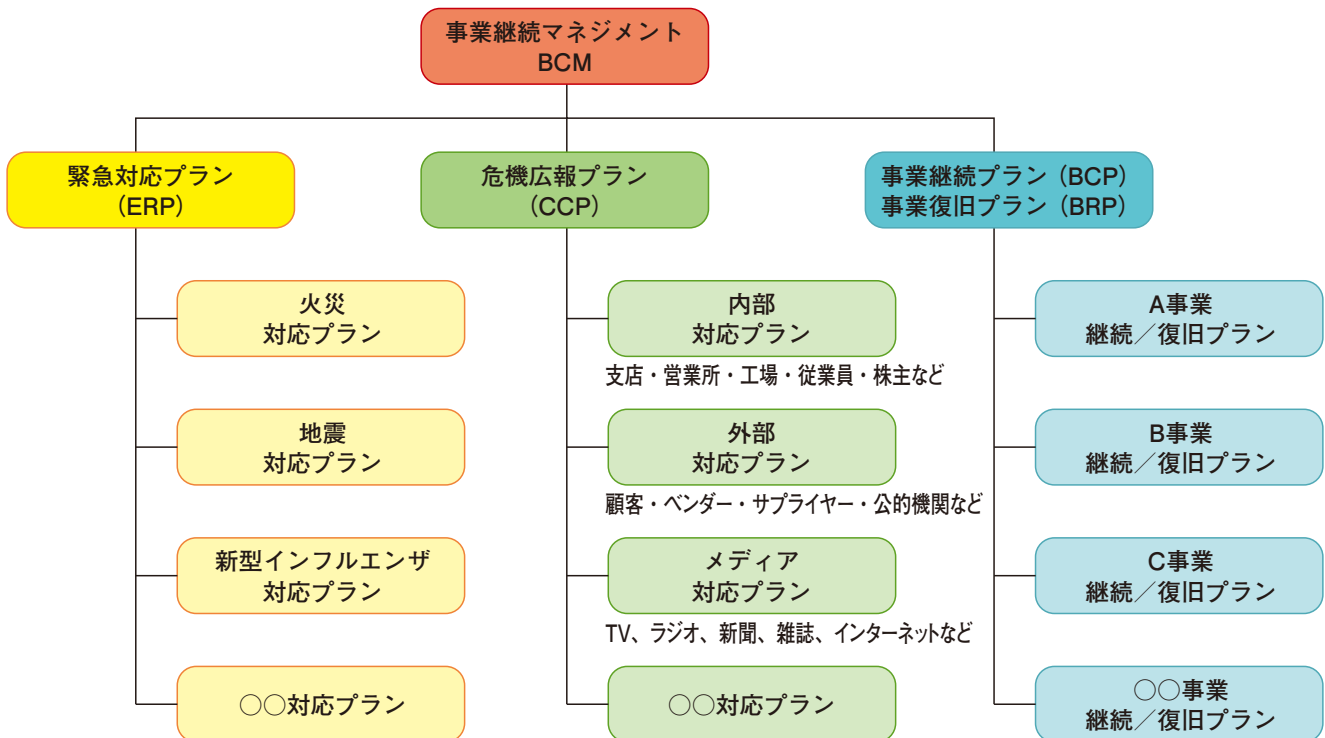 事業継続マネジメント
BCM
緊急対応プラン
（ERP）
危機広報プラン
（CCP）
事業継続プラン（BCP）
事業復旧プラン（BRP）
火災
対応プラン
地震
対応プラン
新型インフルエンザ
対応プラン
○○対応プラン
内部
対応プラン
支店・営業所・工場・従業員・株主など
外部
対応プラン
顧客・ベンダー・サプライヤー・公的機関など
メディア
対応プラン
TV、ラジオ、新聞、雑誌、インターネットなど
○○対応プラン
A事業
継続／復旧プラン
B事業
継続／復旧プラン
C事業
継続／復旧プラン
○○事業
継続／復旧プラン